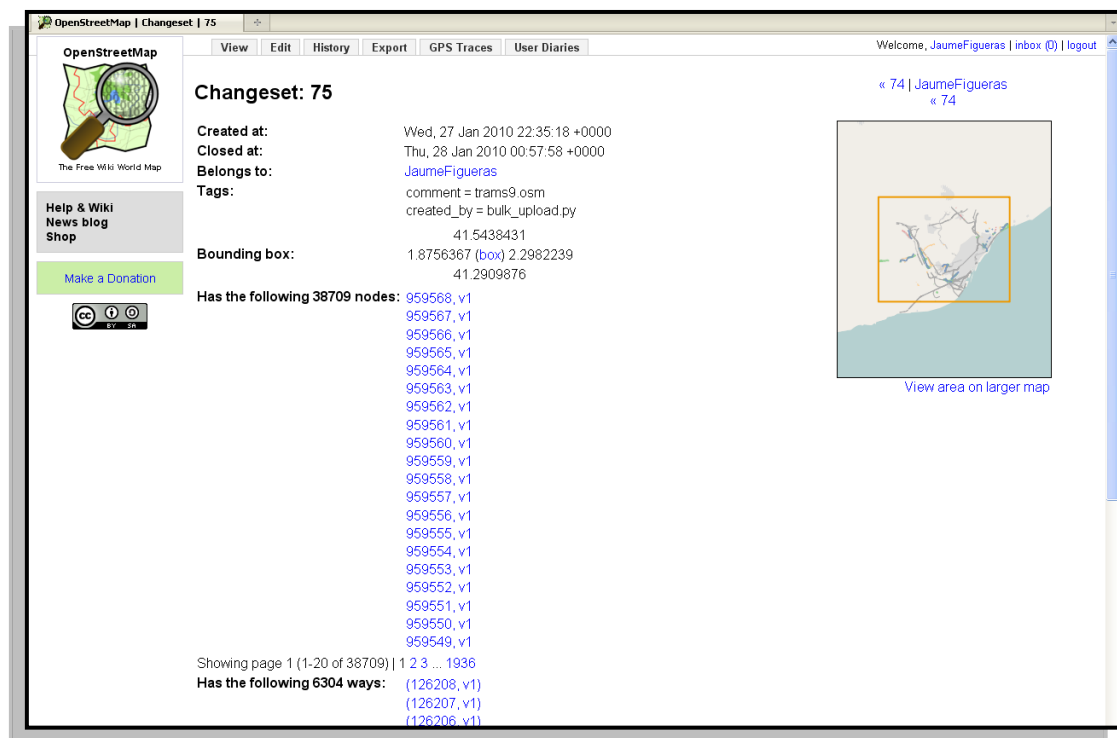 OpenStreetMap | Changeset | 75
OpenStreetMap
The Free Wiki World Map
Help & Wiki
News blog
Shop
Make a Donation
cc
BY SA
View Edit History Export GPS Traces User Diaries
Welcome, JaumeFigueras | inbox (0) | logout
Changeset: 75
Created at: Wed, 27 Jan 2010 22:35:18 +0000
Closed at: Thu, 28 Jan 2010 00:57:58 +0000
Belongs to: JaumeFigueras
Tags: comment = trams9.osm
created_by = bulk_upload.py
41.5438431
Bounding box: 1.8756367 (box) 2.2982239
41.2909876
Has the following 38709 nodes: 959568, v1
959567, v1
959566, v1
959565, v1
959564, v1
959563, v1
959562, v1
959561, v1
959560, v1
959559, v1
959558, v1
959557, v1
959556, v1
959555, v1
959554, v1
959553, v1
959552, v1
959551, v1
959550, v1
959549, v1
Showing page 1 (1-20 of 38709) | 1 2 3 ... 1936
Has the following 6304 ways: (126208, v1)
(126207, v1)
(126206, v1)
« 74 | JaumeFigueras
« 74
View area on larger map